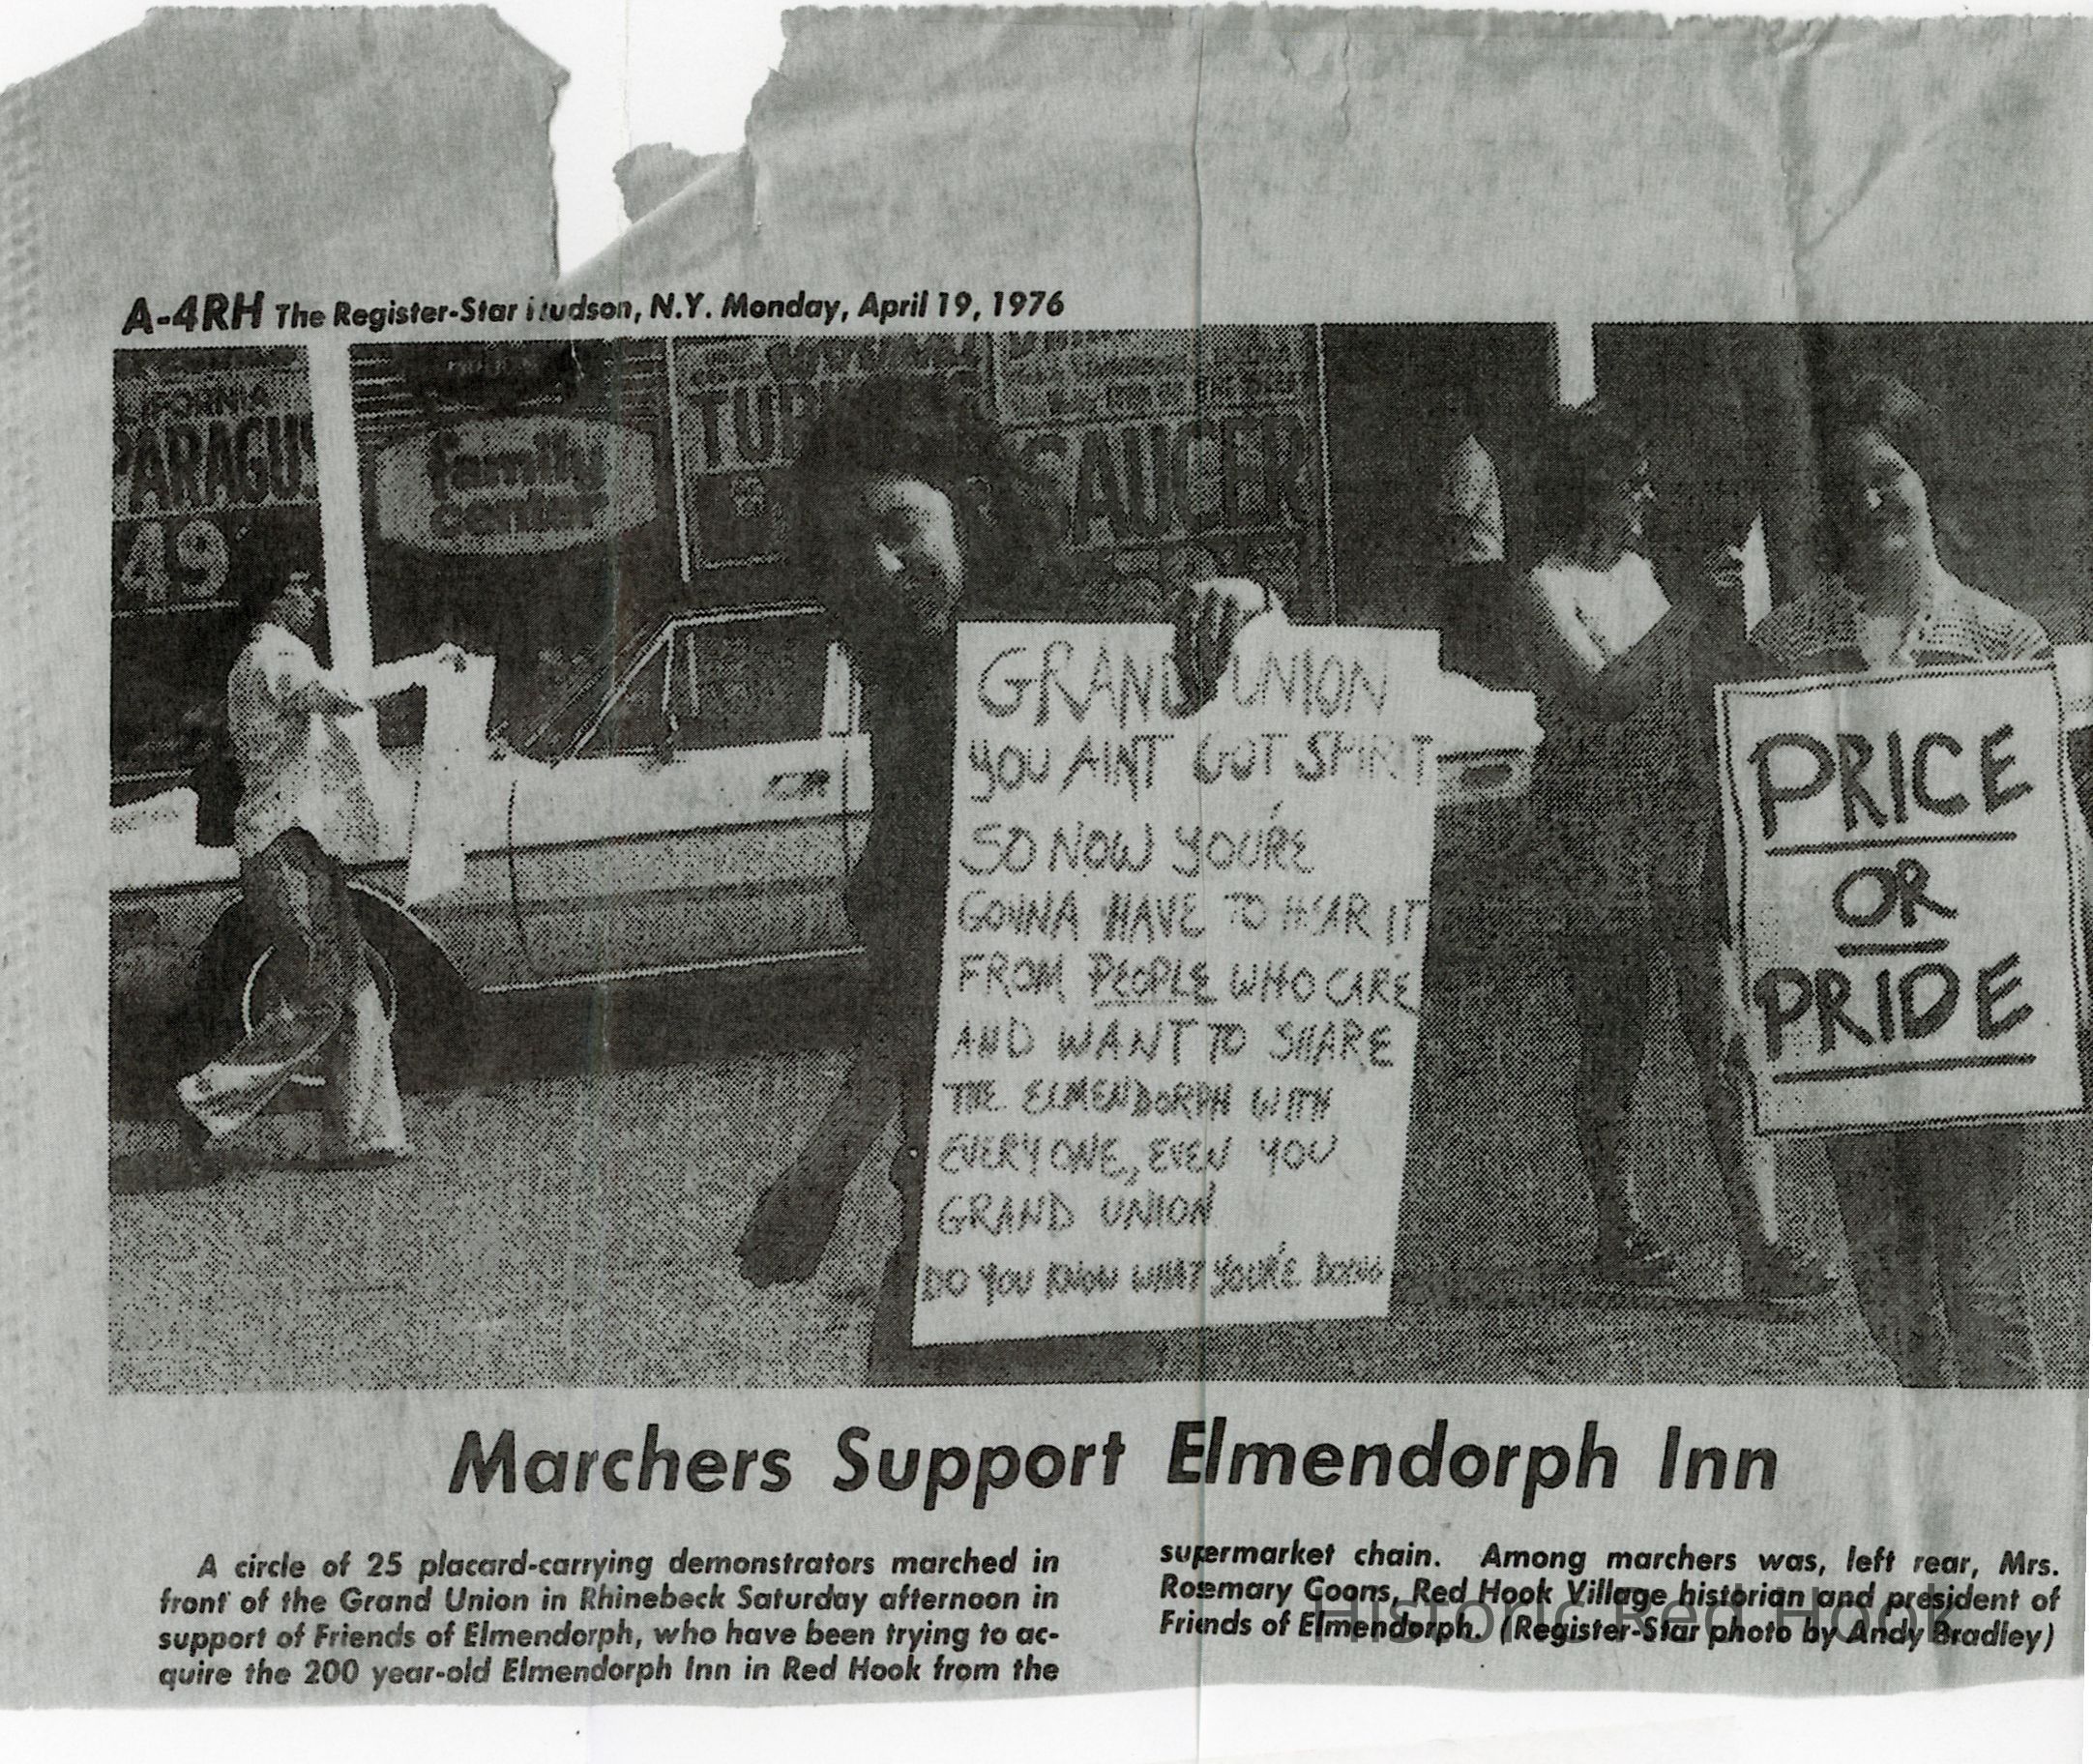 A-4RH The Register-Star Hudson, N.Y. Monday, April 19, 1976
IFORNIA
PARAGU
49
family
center
TUR
SAUCER
GRAND UNION
YOU AINT GOT SPIRIT
SO NOW YOU'RE
GONNA HAVE TO HEAR IT
FROM PEOPLE WHO CARE
AND WANT TO SHARE
THE ELMENDORPH WITH
EVERYONE, EVEN YOU
GRAND UNION
DO YOU KNOW WHAT YOU'RE DOING
PRICE
OR
PRIDE
Marchers Support Elmendorph Inn
A circle of 25 placard-carrying demonstrators marched in
front of the Grand Union in Rhinebeck Saturday afternoon in
support of Friends of Elmendorph, who have been trying to ac-
quire the 200 year-old Elmendorph Inn in Red Hook from the
supermarket chain. Among marchers was, left rear, Mrs.
Rosemary Coons, Red Hook Village historian and president of
Friends of Elmendorph. (Register-Star photo by Andy Bradley)
Historic Red Hook